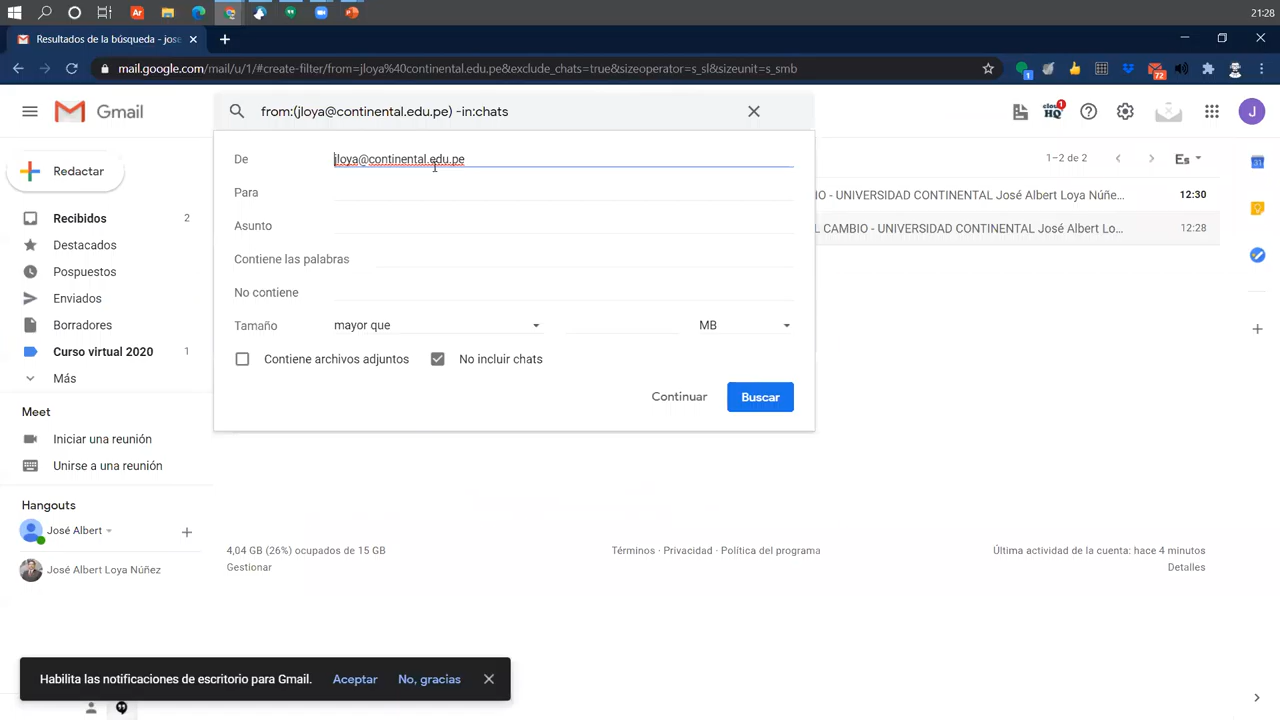 21:28
Resultados de la búsqueda - jose
mail.google.com/mail/u/1/#create-filter/from=jloya%40continental.edu.pe&exclude_chats=true&sizeoperator=s_sl&sizeunit=s_smb
1
72
Gmail
from:(jloya@continental.edu.pe) -in:chats
cloud
HQ
1
J
Redactar
De jloya@continental.edu.pe
1–2 de 2
Es
Para
IO - UNIVERSIDAD CONTINENTAL José Albert Loya Núñe... 12:30
Recibidos 2
Asunto
L CAMBIO - UNIVERSIDAD CONTINENTAL José Albert Lo... 12:28
Destacados
Contiene las palabras
Pospuestos
No contiene
Enviados
Tamaño mayor que MB
Borradores
Curso virtual 2020 1
Contiene archivos adjuntos No incluir chats
Más
Continuar Buscar
Meet
Iniciar una reunión
Unirse a una reunión
Hangouts
José Albert
José Albert Loya Núñez
4,04 GB (26%) ocupados de 15 GB
Gestionar
Términos · Privacidad · Política del programa
Última actividad de la cuenta: hace 4 minutos
Detalles
Habilita las notificaciones de escritorio para Gmail. Aceptar No, gracias